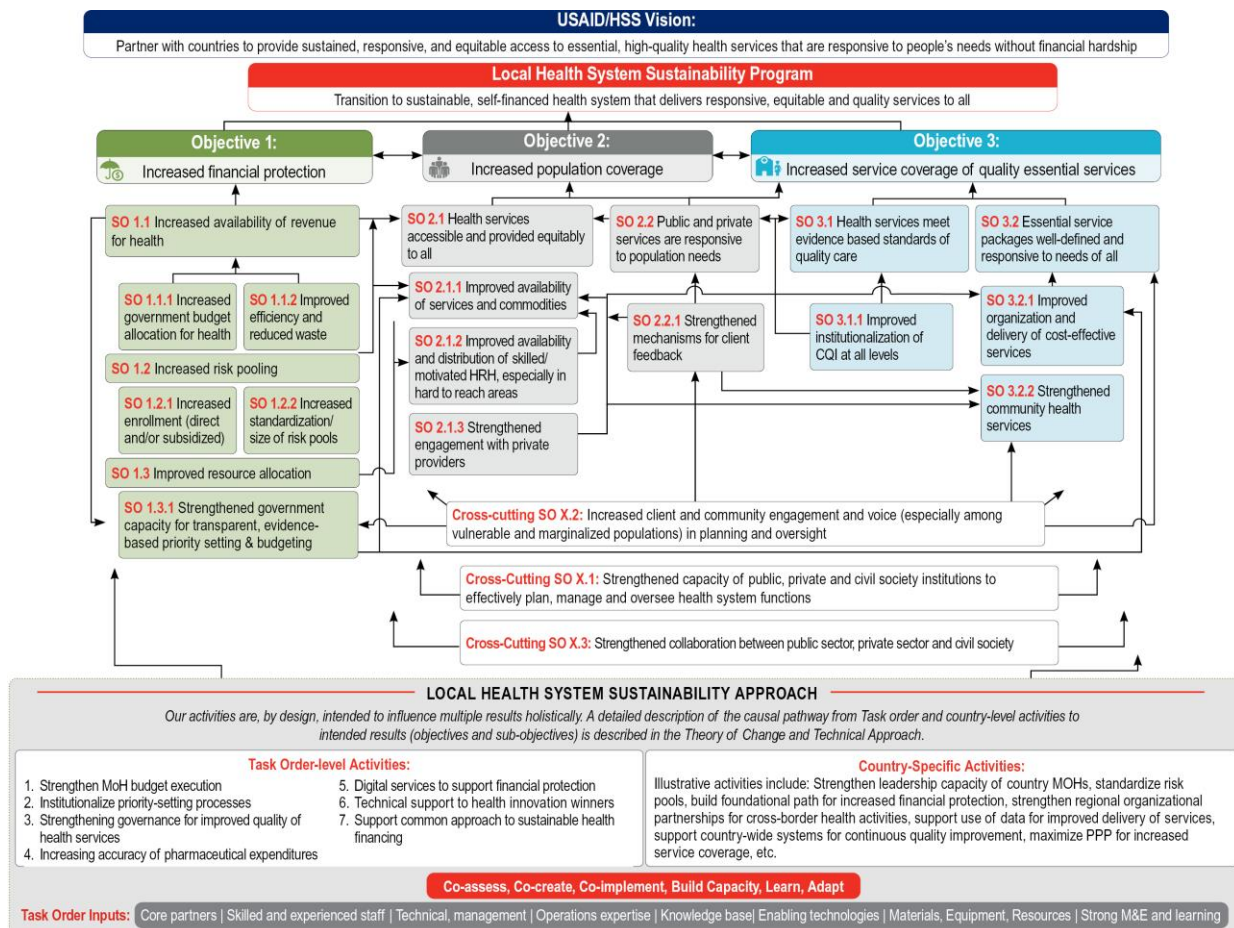 USAID/HSS Vision:
Partner with countries to provide sustained, responsive, and equitable access to essential, high-quality health services that are responsive to people's needs without financial hardship
Local Health System Sustainability Program
Transition to sustainable, self-financed health system that delivers responsive, equitable and quality services to all
Objective 1:
Increased financial protection
Objective 2:
Increased population coverage
Objective 3:
Increased service coverage of quality essential services
SO 1.1 Increased availability of revenue
for health
SO 1.1.1 Increased
government budget
allocation for health
SO 1.1.2 Improved
efficiency and
reduced waste
SO 1.2 Increased risk pooling
SO 1.2.1 Increased
enrollment (direct
and/or subsidized)
SO 1.2.2 Increased
standardization/
size of risk pools
SO 1.3 Improved resource allocation
SO 1.3.1 Strengthened government
capacity for transparent, evidence-
based priority setting & budgeting
SO 2.1 Health services
accessible and provided equitably
to all
SO 2.2 Public and private
services are responsive
to population needs
SO 2.1.1 Improved availability
of services and commodities
SO 2.1.2 Improved availability
and distribution of skilled/
motivated HRH, especially in
hard to reach areas
SO 2.1.3 Strengthened
engagement with private
providers
SO 2.2.1 Strengthened
mechanisms for client
feedback
SO 3.1 Health services meet
evidence based standards of
quality care
SO 3.2 Essential service
packages well-defined and
responsive to needs of all
SO 3.1.1 Improved
institutionalization of
CQI at all levels
SO 3.2.1 Improved
organization and
delivery of cost-effective
services
SO 3.2.2 Strengthened
community health
services
Cross-cutting SO X.2: Increased client and community engagement and voice (especially among
vulnerable and marginalized populations) in planning and oversight
Cross-Cutting SO X.1: Strengthened capacity of public, private and civil society institutions to
effectively plan, manage and oversee health system functions
Cross-Cutting SO X.3: Strengthened collaboration between public sector, private sector and civil society
LOCAL HEALTH SYSTEM SUSTAINABILITY APPROACH
Our activities are, by design, intended to influence multiple results holistically. A detailed description of the causal pathway from Task order and country-level activities to
intended results (objectives and sub-objectives) is described in the Theory of Change and Technical Approach.
Task Order-level Activities:
1. Strengthen MoH budget execution
2. Institutionalize priority-setting processes
3. Strengthening governance for improved quality of
health services
4. Increasing accuracy of pharmaceutical expenditures
5. Digital services to support financial protection
6. Technical support to health innovation winners
7. Support common approach to sustainable health
financing
Country-Specific Activities:
Illustrative activities include: Strengthen leadership capacity of country MOHs, standardize risk
pools, build foundational path for increased financial protection, strengthen regional organizational
partnerships for cross-border health activities, support use of data for improved delivery of services,
support country-wide systems for continuous quality improvement, maximize PPP for increased
service coverage, etc.
Co-assess, Co-create, Co-implement, Build Capacity, Learn, Adapt
Task Order Inputs: Core partners | Skilled and experienced staff | Technical, management | Operations expertise | Knowledge base| Enabling technologies | Materials, Equipment, Resources | Strong M&E and learning